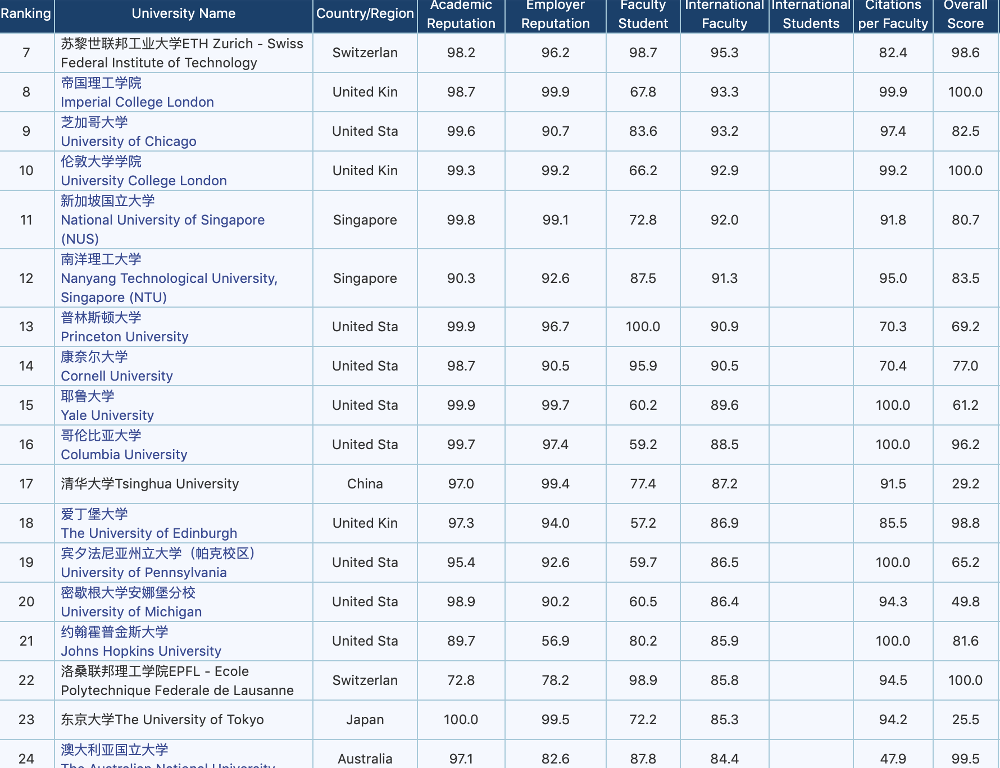 Ranking University Name Country/Region Academic Reputation Employer Reputation Faculty Student International Faculty International Students Citations per Faculty Overall Score
7 苏黎世联邦工业大学ETH Zurich - Swiss Federal Institute of Technology Switzerlan 98.2 96.2 98.7 95.3 82.4 98.6
8 帝国理工学院
Imperial College London United Kin 98.7 99.9 67.8 93.3 99.9 100.0
9 芝加哥大学
University of Chicago United Sta 99.6 90.7 83.6 93.2 97.4 82.5
10 伦敦大学学院
University College London United Kin 99.3 99.2 66.2 92.9 99.2 100.0
11 新加坡国立大学
National University of Singapore
(NUS) Singapore 99.8 99.1 72.8 92.0 91.8 80.7
12 南洋理工大学
Nanyang Technological University,
Singapore (NTU) Singapore 90.3 92.6 87.5 91.3 95.0 83.5
13 普林斯顿大学
Princeton University United Sta 99.9 96.7 100.0 90.9 70.3 69.2
14 康奈尔大学
Cornell University United Sta 98.7 90.5 95.9 90.5 70.4 77.0
15 耶鲁大学
Yale University United Sta 99.9 99.7 60.2 89.6 100.0 61.2
16 哥伦比亚大学
Columbia University United Sta 99.7 97.4 59.2 88.5 100.0 96.2
17 清华大学Tsinghua University China 97.0 99.4 77.4 87.2 91.5 29.2
18 爱丁堡大学
The University of Edinburgh United Kin 97.3 94.0 57.2 86.9 85.5 98.8
19 宾夕法尼亚州立大学（帕克校区）
University of Pennsylvania United Sta 95.4 92.6 59.7 86.5 100.0 65.2
20 密歇根大学安娜堡分校
University of Michigan United Sta 98.9 90.2 60.5 86.4 94.3 49.8
21 约翰霍普金斯大学
Johns Hopkins University United Sta 89.7 56.9 80.2 85.9 100.0 81.6
22 洛桑联邦理工学院EPFL - Ecole
Polytechnique Federale de Lausanne Switzerlan 72.8 78.2 98.9 85.8 94.5 100.0
23 东京大学The University of Tokyo Japan 100.0 99.5 72.2 85.3 94.2 25.5
24 澳大利亚国立大学
The Australian National University Australia 97.1 82.6 87.8 84.4 47.9 99.5